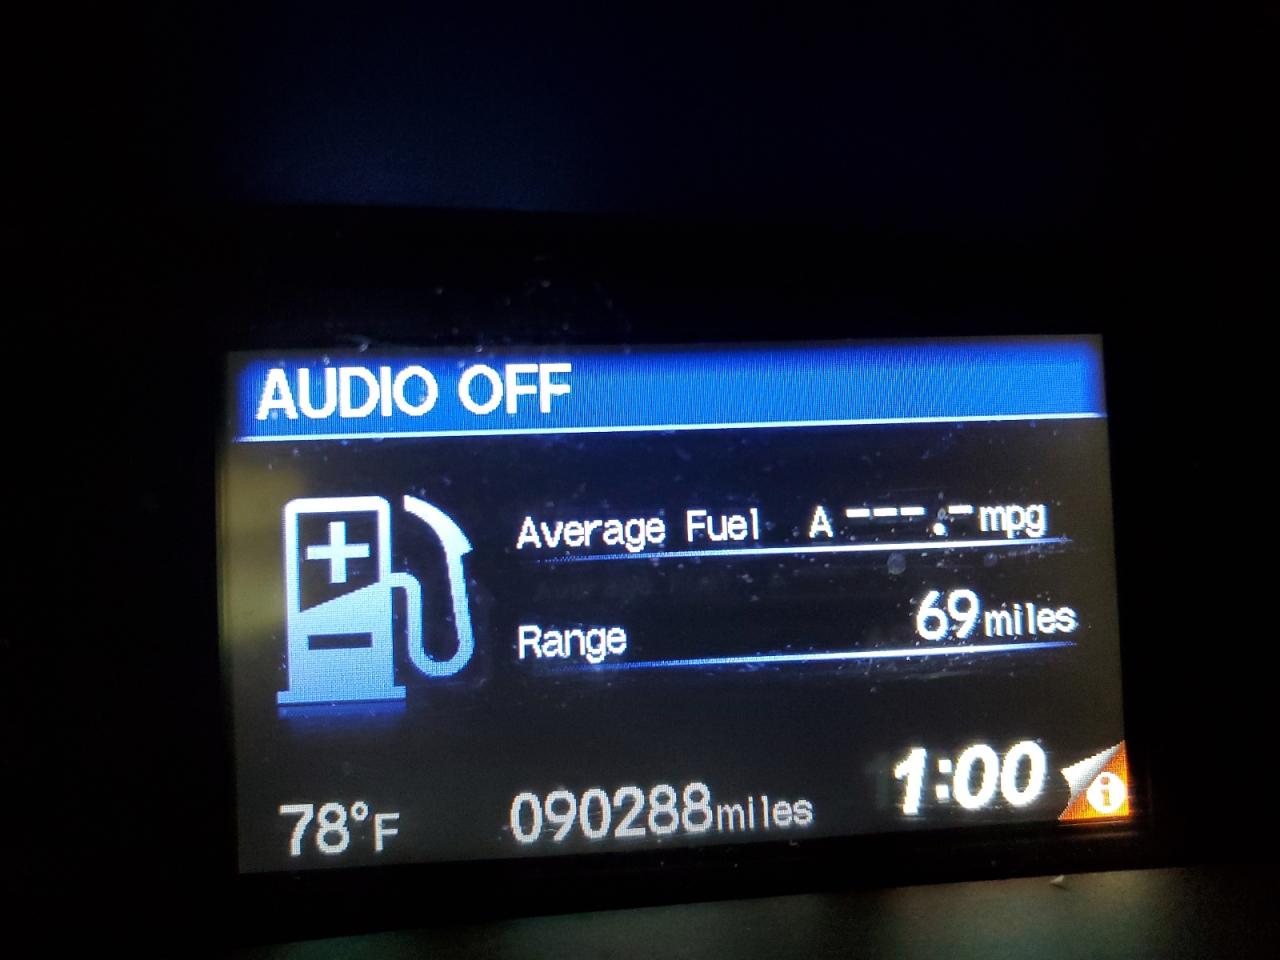 AUDIO OFF
Average Fuel A ---.- mpg
Range 69 miles
78°F 090288 miles 1:00 i